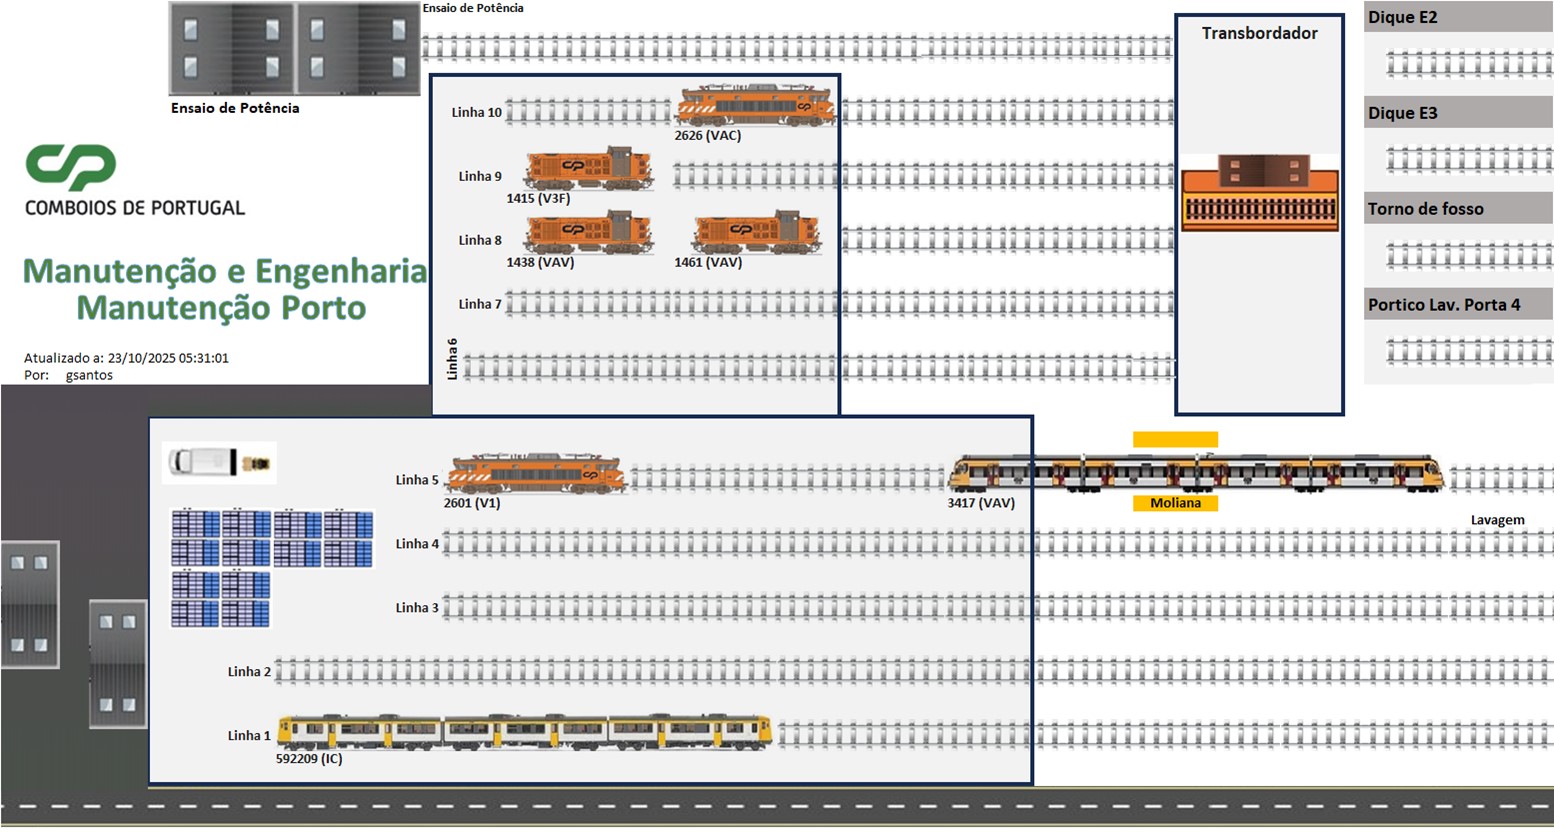 Ensaio de Potência
Ensaio de Potência
CP
COMBOIOS DE PORTUGAL
Manutenção e Engenharia
Manutenção Porto
Atualizado a: 23/10/2025 05:31:01
Por: gsantos
Transbordador
Dique E2
Dique E3
Torno de fosso
Portico Lav. Porta 4
Linha 10
2626 (VAC)
Linha 9
1415 (V3F)
Linha 8
1438 (VAV)
1461 (VAV)
Linha 7
Linha 6
Linha 5
2601 (V1)
3417 (VAV)
Moliana
Lavagem
Linha 4
Linha 3
Linha 2
Linha 1
592209 (IC)